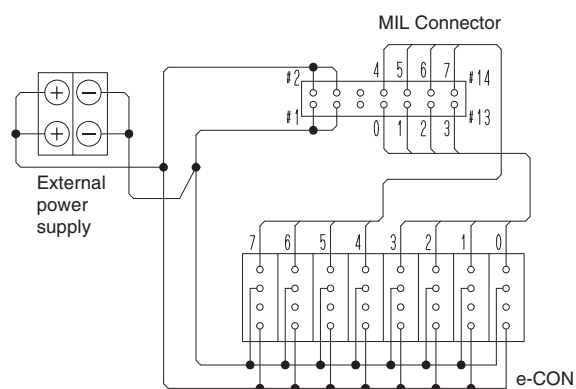 MIL Connector
#2 4 5 6 7 #14
#1 0 1 2 3 #13
+ −
+ −
External
power
supply
7 6 5 4 3 2 1 0
e-CON